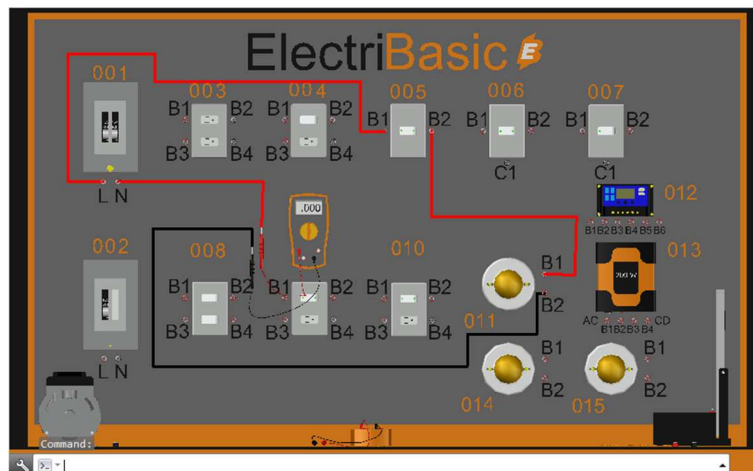 ElectriBasic E
001 003 004 005 006 007
B1 B2 B1 B2 B1 B2 B1 B2 B1 B2
B3 B4 B3 B4
C1 C1
L N
.000
012
B1B2B3B4B5B6
002 008 010 013
B1 B2 B1 B2 B1 B2 B1
B3 B4 B3 B4 B3 B4 B2
011
AC CD
B1B2B3B4
L N
B1 B1
B2 B2
014 015
Command: